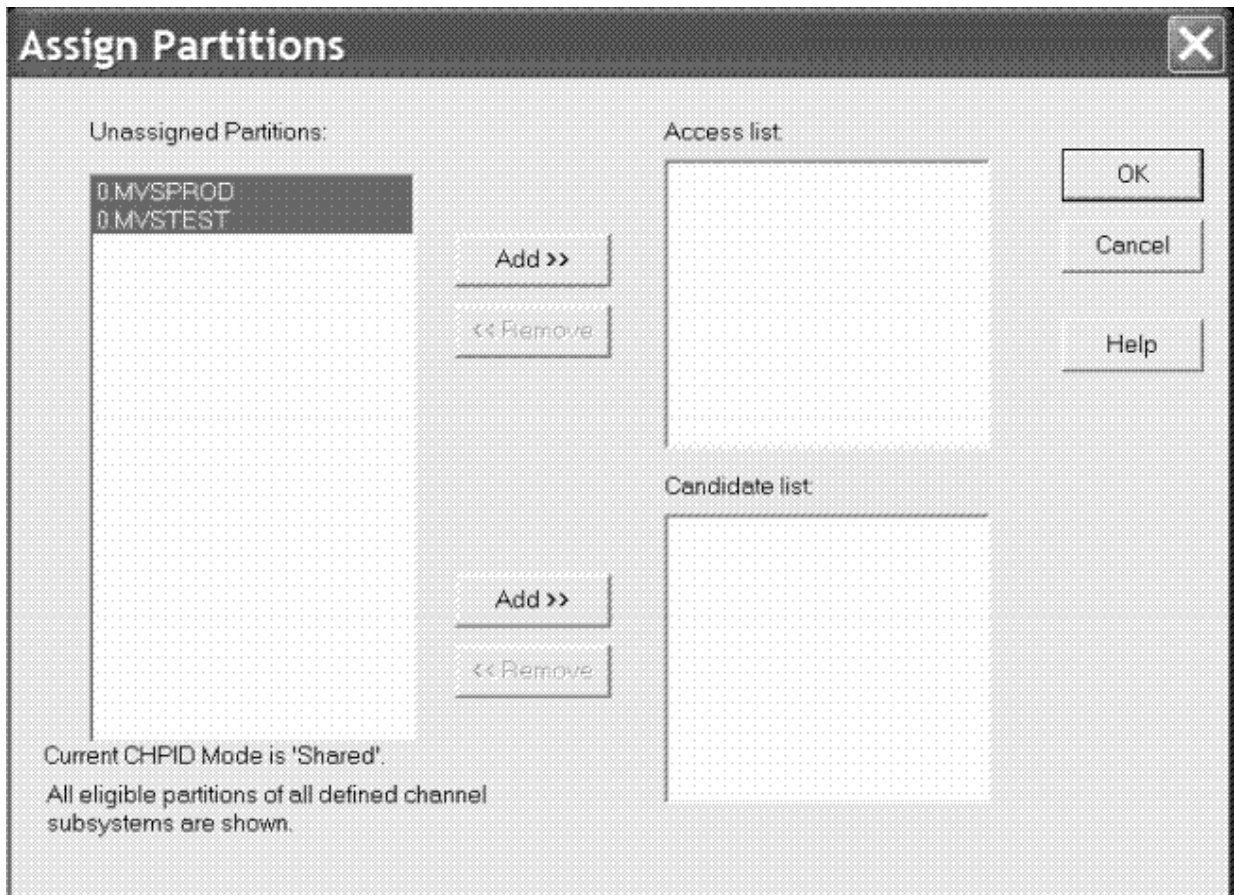 Assign Partitions
Unassigned Partitions:
0.MVSPROD
0.MVSTEST
Add >>
<< Remove
Add >>
<< Remove
Current CHPID Mode is 'Shared'.
All eligible partitions of all defined channel
subsystems are shown.
Access list:
Candidate list:
OK
Cancel
Help